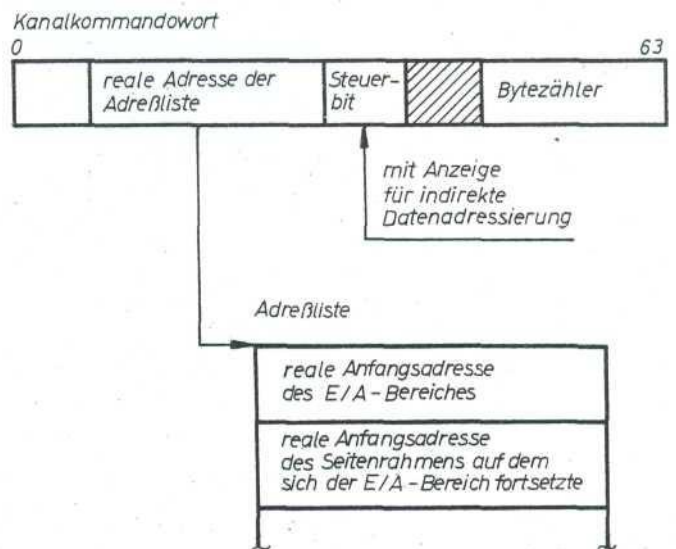 Kanalkommandowort
0
63
reale Adresse der
Adreßliste
Steuer-
bit
Bytezähler
mit Anzeige
für indirekte
Datenadressierung
Adreßliste
reale Anfangsadresse
des E/A-Bereiches
reale Anfangsadresse
des Seitenrahmens auf dem
sich der E/A-Bereich fortsetzte